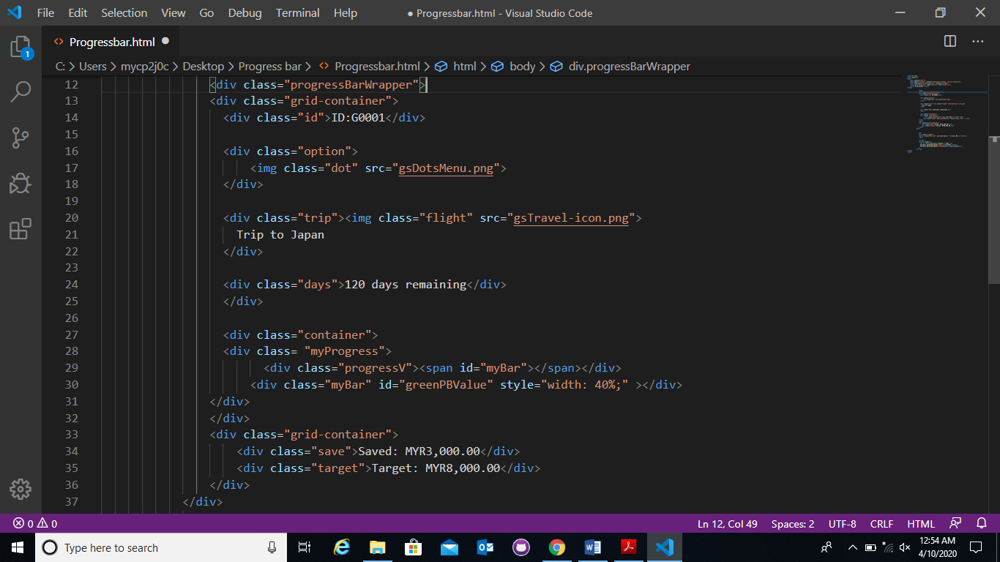 File Edit Selection View Go Debug Terminal Help ● Progressbar.html - Visual Studio Code
Progressbar.html
1
C: > Users > mycp2j0c > Desktop > Progress bar > Progressbar.html > html > body > div.progressBarWrapper
12 <div class="progressBarWrapper">
13 <div class="grid-container">
14 <div class="id">ID:G0001</div>
15
16 <div class="option">
17 <img class="dot" src="gsDotsMenu.png">
18 </div>
19
20 <div class="trip"><img class="flight" src="gsTravel-icon.png">
21 Trip to Japan
22 </div>
23
24 <div class="days">120 days remaining</div>
25 </div>
26
27 <div class="container">
28 <div class= "myProgress">
29 <div class="progressV"><span id="myBar"></span></div>
30 <div class="myBar" id="greenPBValue" style="width: 40%;" ></div>
31 </div>
32 </div>
33 <div class="grid-container">
34 <div class="save">Saved: MYR3,000.00</div>
35 <div class="target">Target: MYR8,000.00</div>
36 </div>
37 </div>
0 0 Ln 12, Col 49 Spaces: 2 UTF-8 CRLF HTML
Type here to search
12:54 AM
4/10/2020